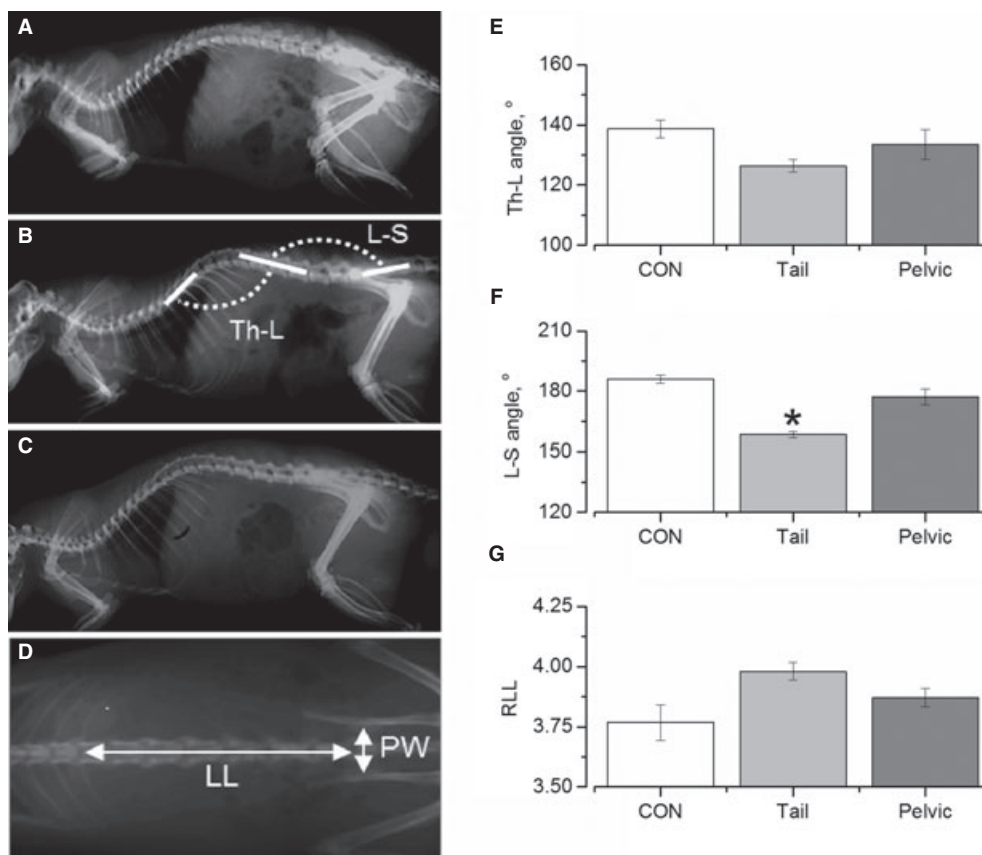 A
B
L-S
Th-L
C
D
PW
LL
E
160
140
120
100
Th-L angle, °
CON Tail Pelvic
F
210
180
150
120
L-S angle, °
*
CON Tail Pelvic
G
4.25
4.00
3.75
3.50
RLL
CON Tail Pelvic